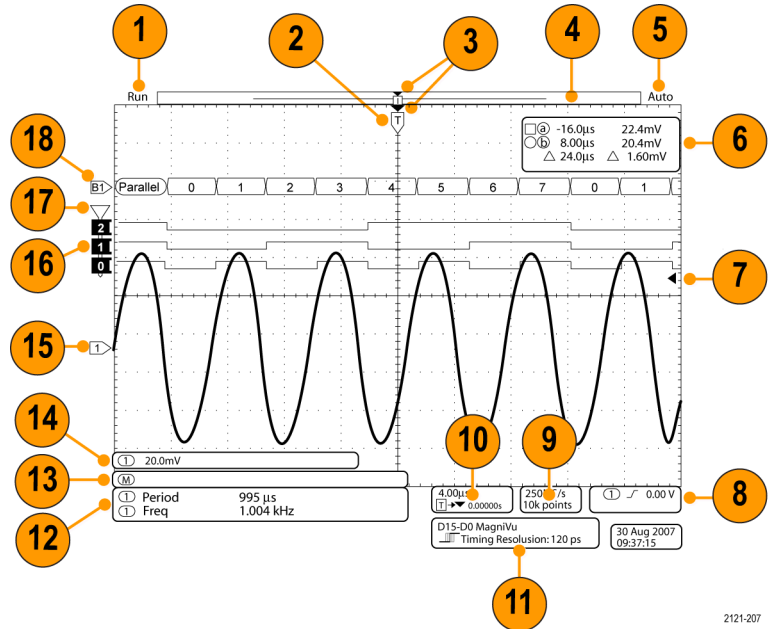 1
2
3
4
5
Run
Auto
T
T
6
a -16.0µs 22.4mV
b 8.00µs 20.4mV
△ 24.0µs △ 1.60mV
18
B1
Parallel 0 1 2 3 4 5 6 7 0 1
17
2
16
1
0
7
15
1
14
1 20.0mV
10
9
13
M
12
1 Period 995 µs
1 Freq 1.004 kHz
4.00µs
T→▼ 0.00000s
10k points
1 0.00 V
8
D15-D0 MagniVu
Timing Resolusion: 120 ps
30 Aug 2007
09:37:15
11
2121-207